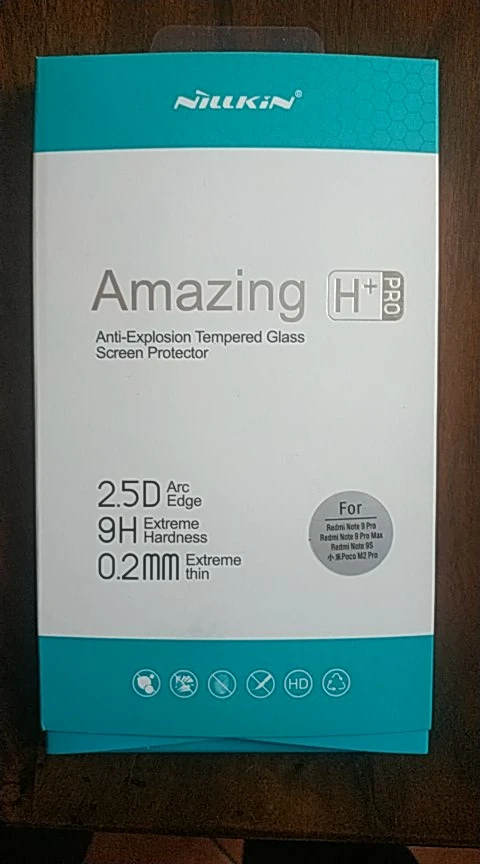 NiLLKiN®
Amazing H+ PRO
Anti-Explosion Tempered Glass
Screen Protector
2.5D Arc Edge
9H Extreme Hardness
0.2mm Extreme thin
For
Redmi Note 9 Pro
Redmi Note 9 Pro Max
Redmi Note 9S
小米Poco M2 Pro
HD